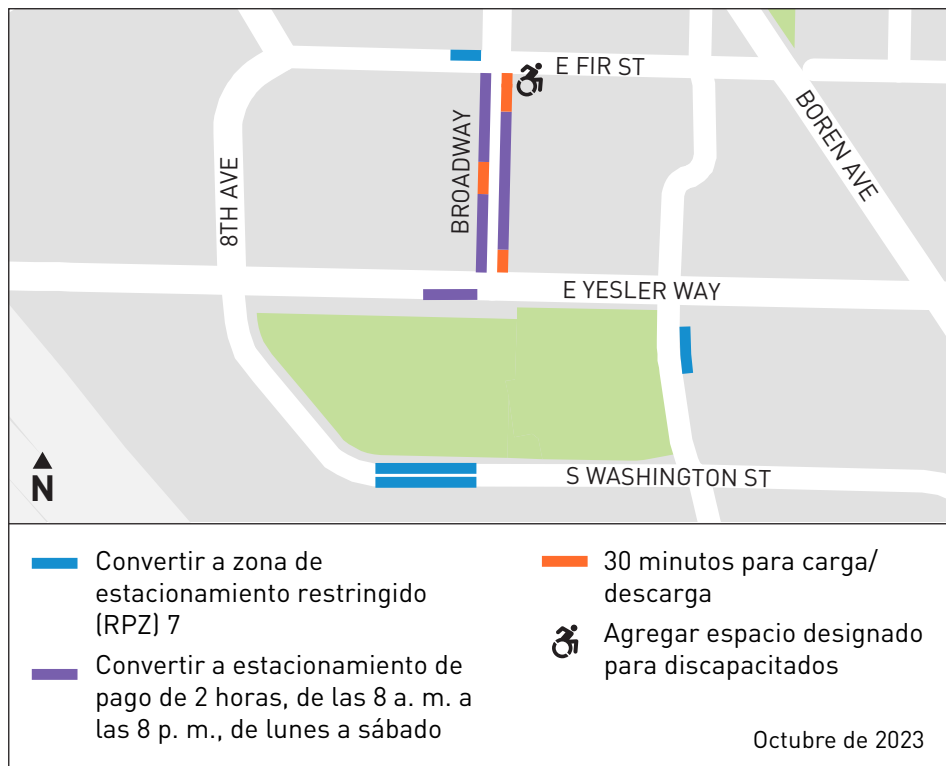 E FIR ST
BOREN AVE
BROADWAY
8TH AVE
E YESLER WAY
N
S WASHINGTON ST
Convertir a zona de
estacionamiento restringido
(RPZ) 7
Convertir a estacionamiento de
pago de 2 horas, de las 8 a. m. a
las 8 p. m., de lunes a sábado
30 minutos para carga/
descarga
Agregar espacio designado
para discapacitados
Octubre de 2023